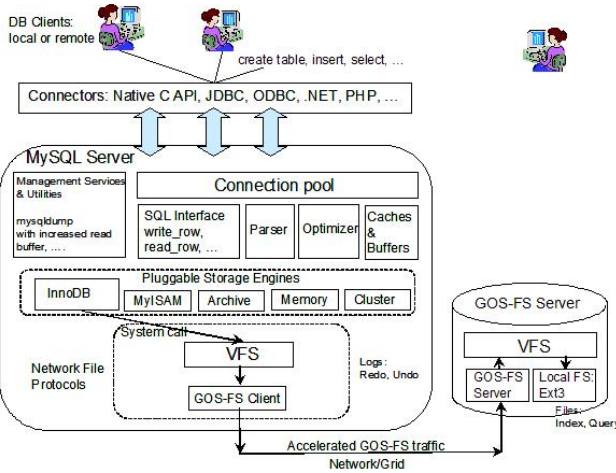 DB Clients:
local or remote
create table, insert, select, ...
Connectors: Native C API, JDBC, ODBC, .NET, PHP, ...
MySQL Server
Management Services
& Utilities
mysqldump
with increased read
buffer, ... .
Connection pool
SQL Interface
write_row,
read_row, ...
Parser
Optimizer
Caches
&
Buffers
Pluggable Storage Engines
InnoDB
MyISAM
Archive
Memory
Cluster
System call
VFS
GOS-FS Client
Network File
Protocols
Logs:
Redo, Undo
GOS-FS Server
VFS
GOS-FS
Server
Local FS:
Ext3
Files:
Index, Query
Accelerated GOS-FS traffic
Network/Grid